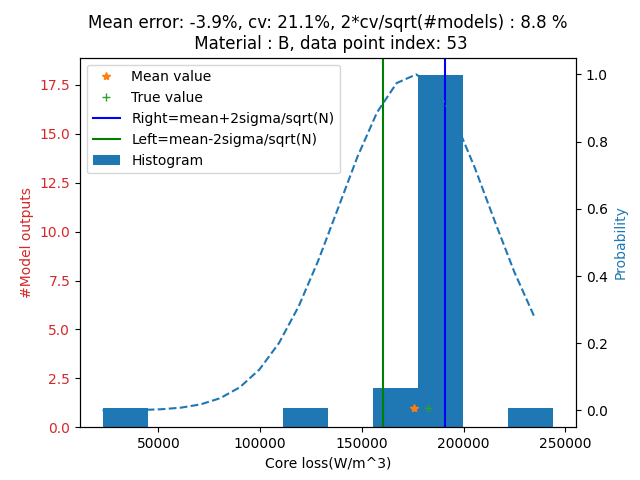 Mean error: -3.9%, cv: 21.1%, 2*cv/sqrt(#models) : 8.8 %
Material : B, data point index: 53
Mean value
True value
Right=mean+2sigma/sqrt(N)
Left=mean-2sigma/sqrt(N)
Histogram
#Model outputs
17.5
15.0
12.5
10.0
7.5
5.0
2.5
0.0
1.0
0.8
0.6
0.4
0.2
0.0
Probability
50000
100000
150000
200000
250000
Core loss(W/m^3)